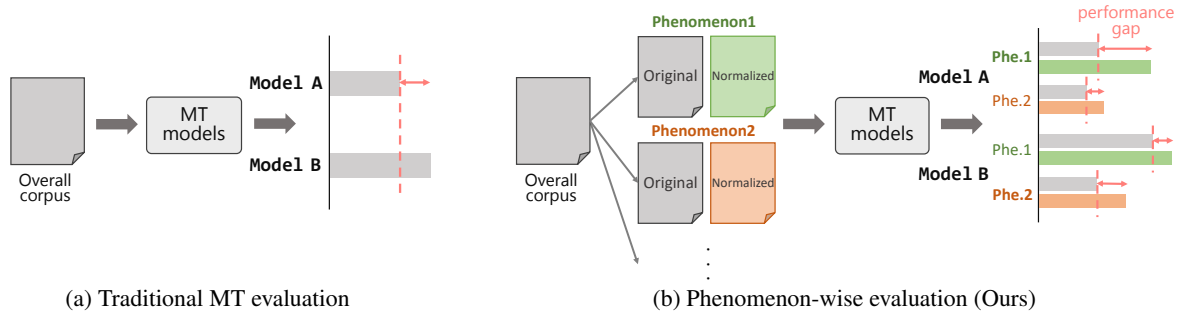 Overall
corpus
MT
models
Model A
Model B
(a) Traditional MT evaluation
Overall
corpus
Phenomenon1
Original
Normalized
Phenomenon2
Original
Normalized
. . .
MT
models
performance
gap
Model A
Phe.1
Phe.2
Model B
Phe.1
Phe.2
(b) Phenomenon-wise evaluation (Ours)